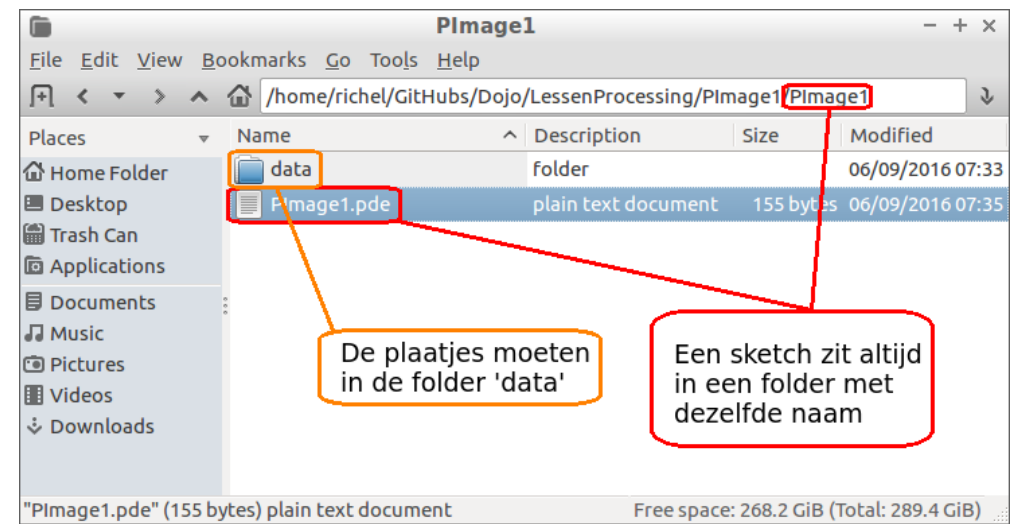 PImage1
File Edit View Bookmarks Go Tools Help
/home/richel/GitHubs/Dojo/LessenProcessing/PImage1/PImage1
Places
Name Description Size Modified
Home Folder
data folder 06/09/2016 07:33
Desktop
PImage1.pde plain text document 155 bytes 06/09/2016 07:35
Trash Can
Applications
Documents
Music
Pictures
Videos
Downloads
De plaatjes moeten
in de folder 'data'
Een sketch zit altijd
in een folder met
dezelfde naam
"PImage1.pde" (155 bytes) plain text document
Free space: 268.2 GiB (Total: 289.4 GiB)